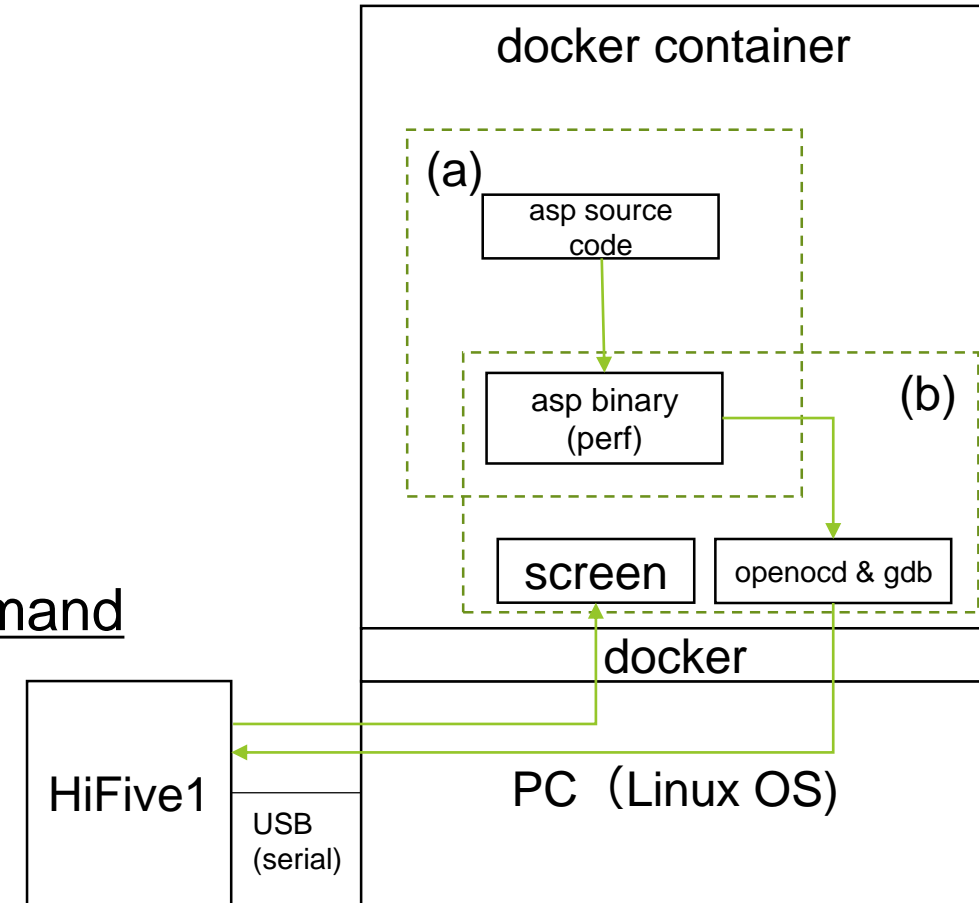 docker container
(a)
asp source
code
asp binary
(perf)
(b)
screen
openocd & gdb
mand
docker
HiFive1
PC（Linux OS)
USB
(serial)